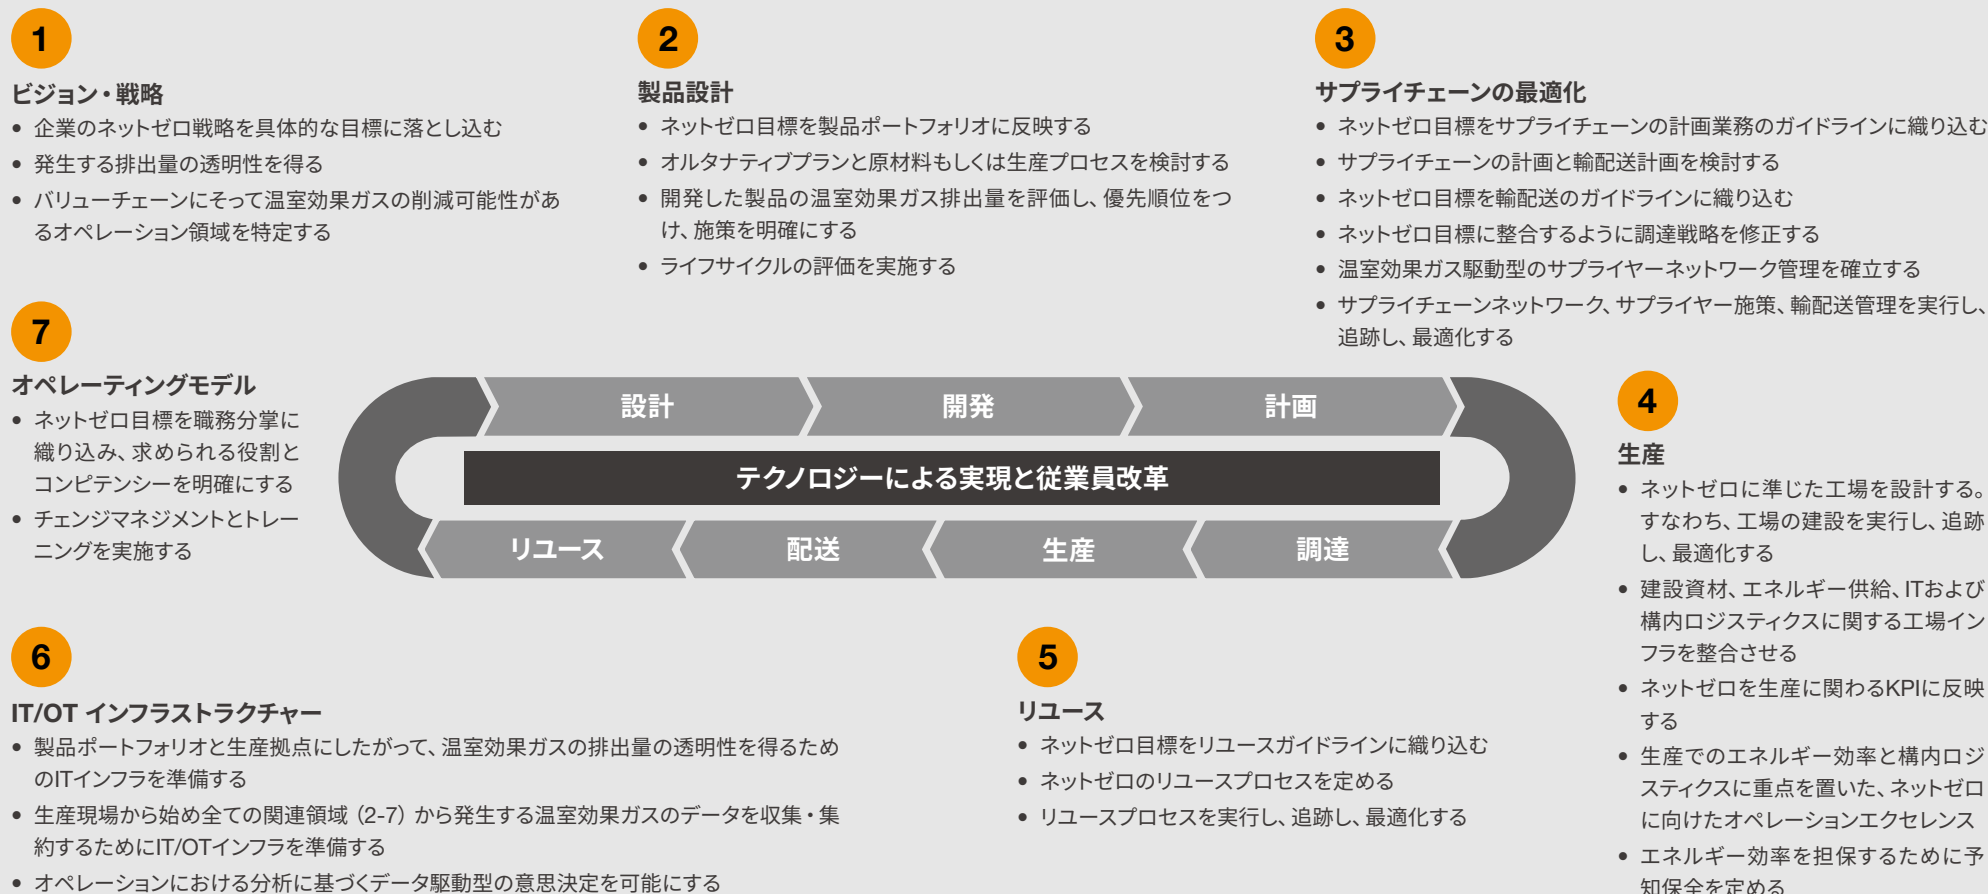 1
ビジョン・戦略
• 企業のネットゼロ戦略を具体的な目標に落とし込む
• 発生する排出量の透明性を得る
• バリューチェーンにそって温室効果ガスの削減可能性があ
るオペレーション領域を特定する
2
製品設計
• ネットゼロ目標を製品ポートフォリオに反映する
• オルタナティブプランと原材料もしくは生産プロセスを検討する
• 開発した製品の温室効果ガス排出量を評価し、優先順位をつ
け、施策を明確にする
• ライフサイクルの評価を実施する
3
サプライチェーンの最適化
• ネットゼロ目標をサプライチェーンの計画業務のガイドラインに織り込む
• サプライチェーンの計画と輸配送計画を検討する
• ネットゼロ目標を輸配送のガイドラインに織り込む
• ネットゼロ目標に整合するように調達戦略を修正する
• 温室効果ガス駆動型のサプライヤーネットワーク管理を確立する
• サプライチェーンネットワーク、サプライヤー施策、輸配送管理を実行し、
追跡し、最適化する
7
オペレーティングモデル
• ネットゼロ目標を職務分掌に
織り込み、求められる役割と
コンピテンシーを明確にする
• チェンジマネジメントとトレー
ニングを実施する
設計
開発
計画
テクノロジーによる実現と従業員改革
リユース
配送
生産
調達
4
生産
• ネットゼロに準じた工場を設計する。
すなわち、工場の建設を実行し、追跡
し、最適化する
• 建設資材、エネルギー供給、ITおよび
構内ロジスティクスに関する工場イン
フラを整合させる
• ネットゼロを生産に関わるKPIに反映
する
• 生産でのエネルギー効率と構内ロジ
スティクスに重点を置いた、ネットゼロ
に向けたオペレーションエクセレンス
• エネルギー効率を担保するために予
知保全を定める
6
IT/OT インフラストラクチャー
• 製品ポートフォリオと生産拠点にしたがって、温室効果ガスの排出量の透明性を得るため
のITインフラを準備する
• 生産現場から始め全ての関連領域（2-7）から発生する温室効果ガスのデータを収集・集
約するためにIT/OTインフラを準備する
• オペレーションにおける分析に基づくデータ駆動型の意思決定を可能にする
5
リユース
• ネットゼロ目標をリユースガイドラインに織り込む
• ネットゼロのリユースプロセスを定める
• リユースプロセスを実行し、追跡し、最適化する